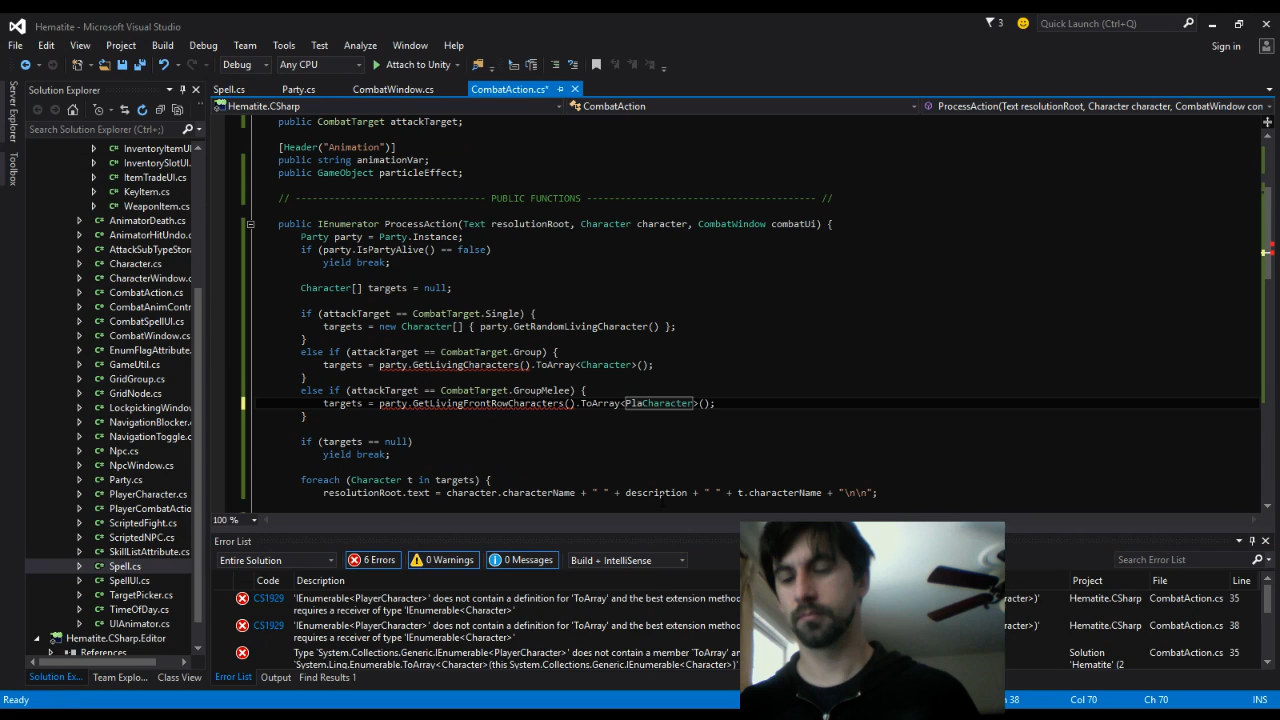 Hematite - Microsoft Visual Studio
3
Quick Launch (Ctrl+Q)
File Edit View Project Build Debug Team Tools Test Analyze Window Help
Sign in
Debug Any CPU Attach to Unity
Server Explorer
Toolbox
Solution Explorer
Search Solution Explorer (Ctrl+;)
InventoryItemUI
InventorySlotUI.
ItemTradeUI.cs
KeyItem.cs
WeaponItem.cs
AnimatorDeath.cs
AnimatorHitUndo.cs
AttackSubTypeStora
Character.cs
CharacterWindow.cs
CombatAction.cs
CombatAnimContr
CombatSpellUI.cs
CombatWindow.cs
EnumFlagAttribute.
GameUtil.cs
GridGroup.cs
GridNode.cs
LockpickingWindow
NavigationBlocker.c
NavigationToggle.c
Npc.cs
NpcWindow.cs
Party.cs
PlayerCharacter.cs
PlayerCombatActio
ScriptedFight.cs
ScriptedNPC.cs
SkillListAttribute.cs
Spell.cs
SpellUI.cs
TargetPicker.cs
TimeOfDay.cs
UIAnimator.cs
Hematite.CSharp.Editor
References
Solution Ex... Team Explo... Class View
Spell.cs Party.cs CombatWindow.cs CombatAction.cs*
Hematite.CSharp CombatAction ProcessAction(Text resolutionRoot, Character character, CombatWindow com
public CombatTarget attackTarget;
[Header("Animation")]
public string animationVar;
public GameObject particleEffect;
// --------------------------------- PUBLIC FUNCTIONS ---------------------------------------- //
public IEnumerator ProcessAction(Text resolutionRoot, Character character, CombatWindow combatUi) {
Party party = Party.Instance;
if (party.IsPartyAlive() == false)
yield break;
Character[] targets = null;
if (attackTarget == CombatTarget.Single) {
targets = new Character[] { party.GetRandomLivingCharacter() };
}
else if (attackTarget == CombatTarget.Group) {
targets = party.GetLivingCharacters().ToArray<Character>();
}
else if (attackTarget == CombatTarget.GroupMelee) {
targets = party.GetLivingFrontRowCharacters().ToArray<PlaCharacter>();
}
if (targets == null)
yield break;
foreach (Character t in targets) {
resolutionRoot.text = character.characterName + " " + description + " " + t.characterName + "\n\n";
100 %
Error List
Entire Solution 6 Errors 0 Warnings 0 Messages Build + IntelliSense Search Error List
Code Description Project File Line
CS1929 'IEnumerable<PlayerCharacter>' does not contain a definition for 'ToArray' and the best extension method
requires a receiver of type 'IEnumerable<Character>'
Hematite.CSharp CombatAction.cs 35
CS1929 'IEnumerable<PlayerCharacter>' does not contain a definition for 'ToArray' and the best extension method
requires a receiver of type 'IEnumerable<Character>'
Hematite.CSharp CombatAction.cs 38
Type 'System.Collections.Generic.IEnumerable<PlayerCharacter>' does not contain a member 'ToArray
'System.Linq.Enumerable.ToArray<Character>(this System.Collections.Generic.IEnumerable<Character>)'
Solution
'Hematite' (2
CombatAction.cs 35
Error List Output Find Results 1
Ready 38 Col 70 Ch 70 INS